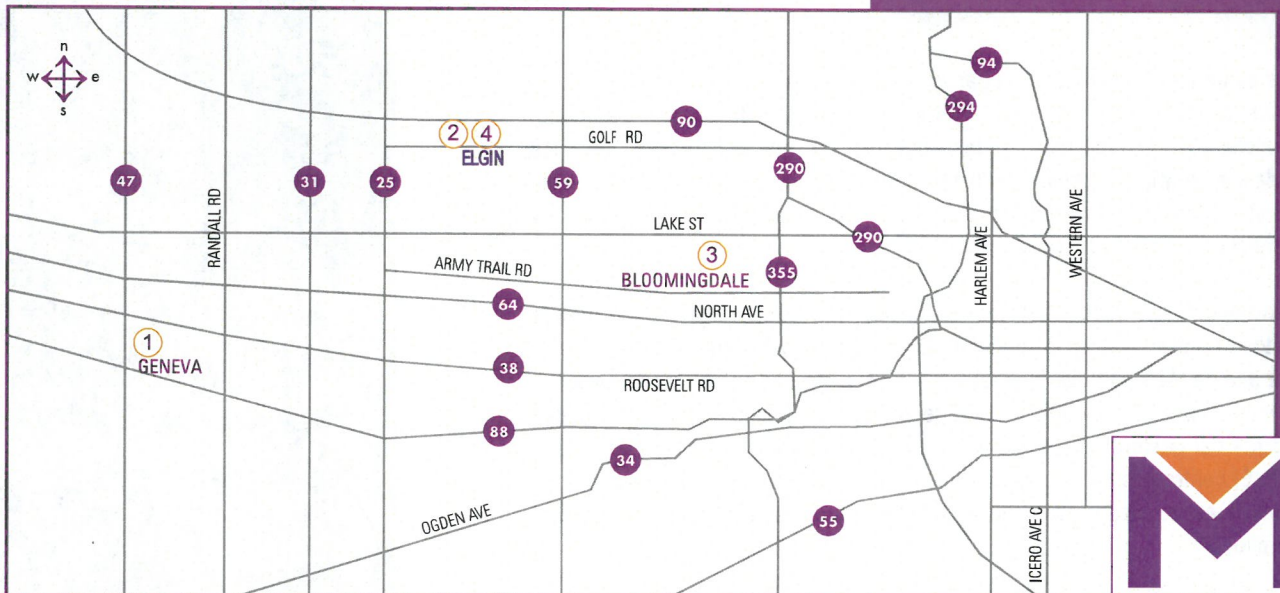 n
w e
s
94
294
2 4
90
GOLF RD
ELGIN
47
RANDALL RD
31
25
59
290
HARLEM AVE
WESTERN AVE
LAKE ST
290
3
ARMY TRAIL RD
BLOOMINGDALE
355
64
NORTH AVE
1
GENEVA
38
ROOSEVELT RD
88
34
OGDEN AVE
55
ICERO AVE C
M